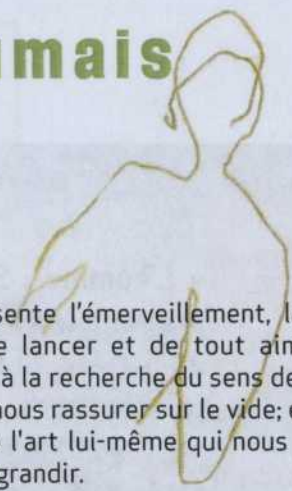 umais
sente l'émerveillement, l
e lancer et de tout ain
à la recherche du sens de
nous rassurer sur le vide; e
e l'art lui-même qui nous
grandir.